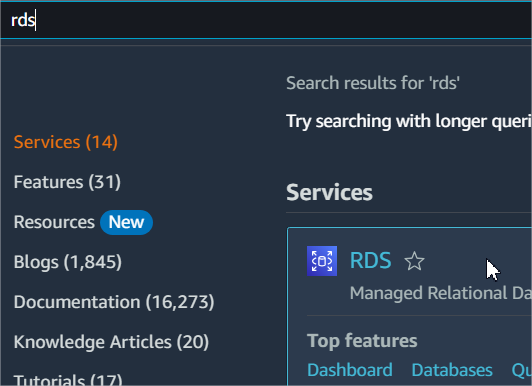 rds
Search results for 'rds'
Try searching with longer queri
Services (14)
Features (31)
Resources New
Blogs (1,845)
Documentation (16,273)
Knowledge Articles (20)
Tutorials (17)
Services
RDS
Managed Relational Da
Top features
Dashboard Databases Qu